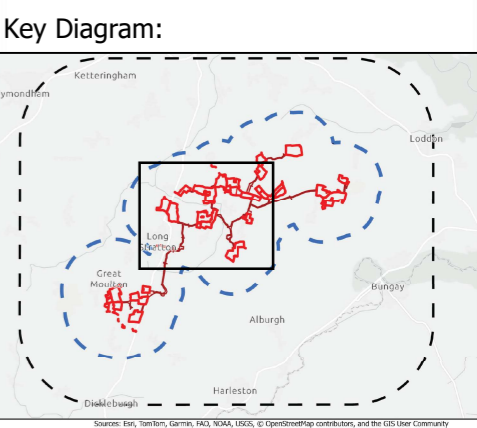 Key Diagram:
Ketteringham
ymondham
Loddon
Long
Stratton
Great
Moulton
Bungay
Alburgh
Harleston
Dickleburgh
Sources: Esri, TomTom, Garmin, FAO, NOAA, USGS, © OpenStreetMap contributors, and the GIS User Community